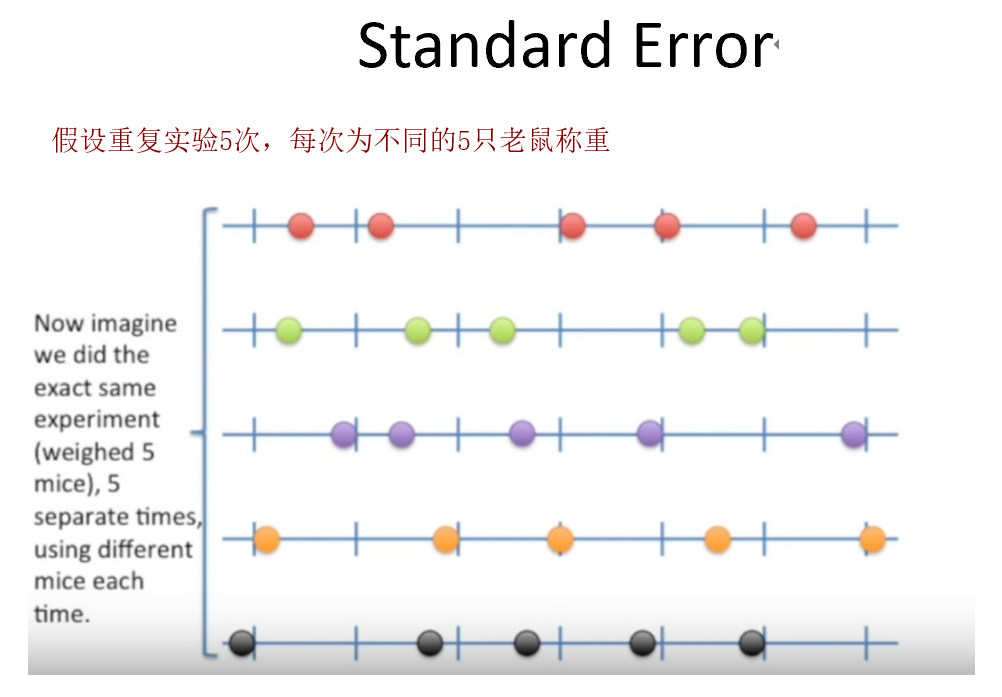 Standard Error
假设重复实验5次，每次为不同的5只老鼠称重
Now imagine
we did the
exact same
experiment
(weighed 5
mice), 5
separate times,
using different
mice each
time.